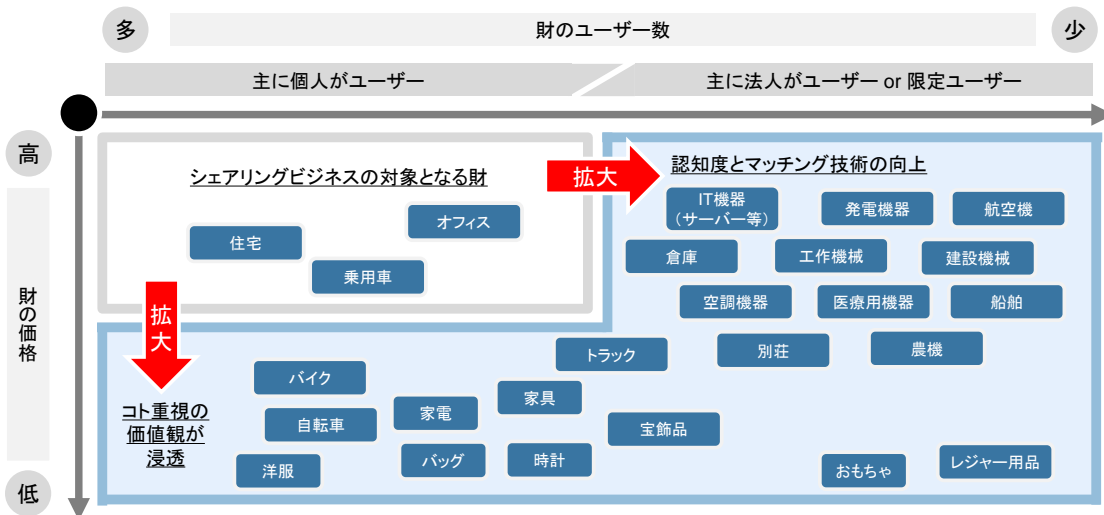 多
財のユーザー数
少
主に個人がユーザー
主に法人がユーザー or 限定ユーザー
高
財の価格
低
シェアリングビジネスの対象となる財
オフィス
住宅
乗用車
拡大
認知度とマッチング技術の向上
IT機器
（サーバー等）
発電機器
航空機
倉庫
工作機械
建設機械
空調機器
医療用機器
船舶
拡大
トラック
別荘
農機
コト重視の
価値観が
浸透
バイク
自転車
家電
家具
宝飾品
洋服
バッグ
時計
おもちゃ
レジャー用品